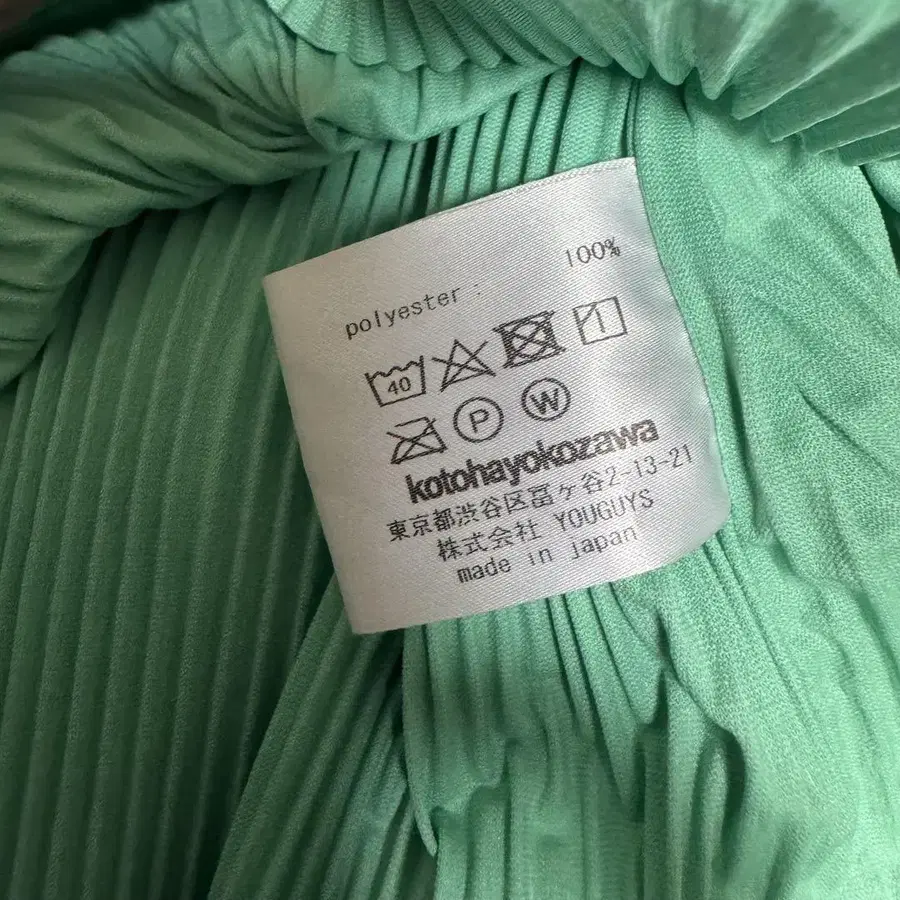 polyester : 100%
40
P W
kotohayokozawa
東京都渋谷区富ヶ谷2-13-21
株式会社 YOUGUYS
made in japan